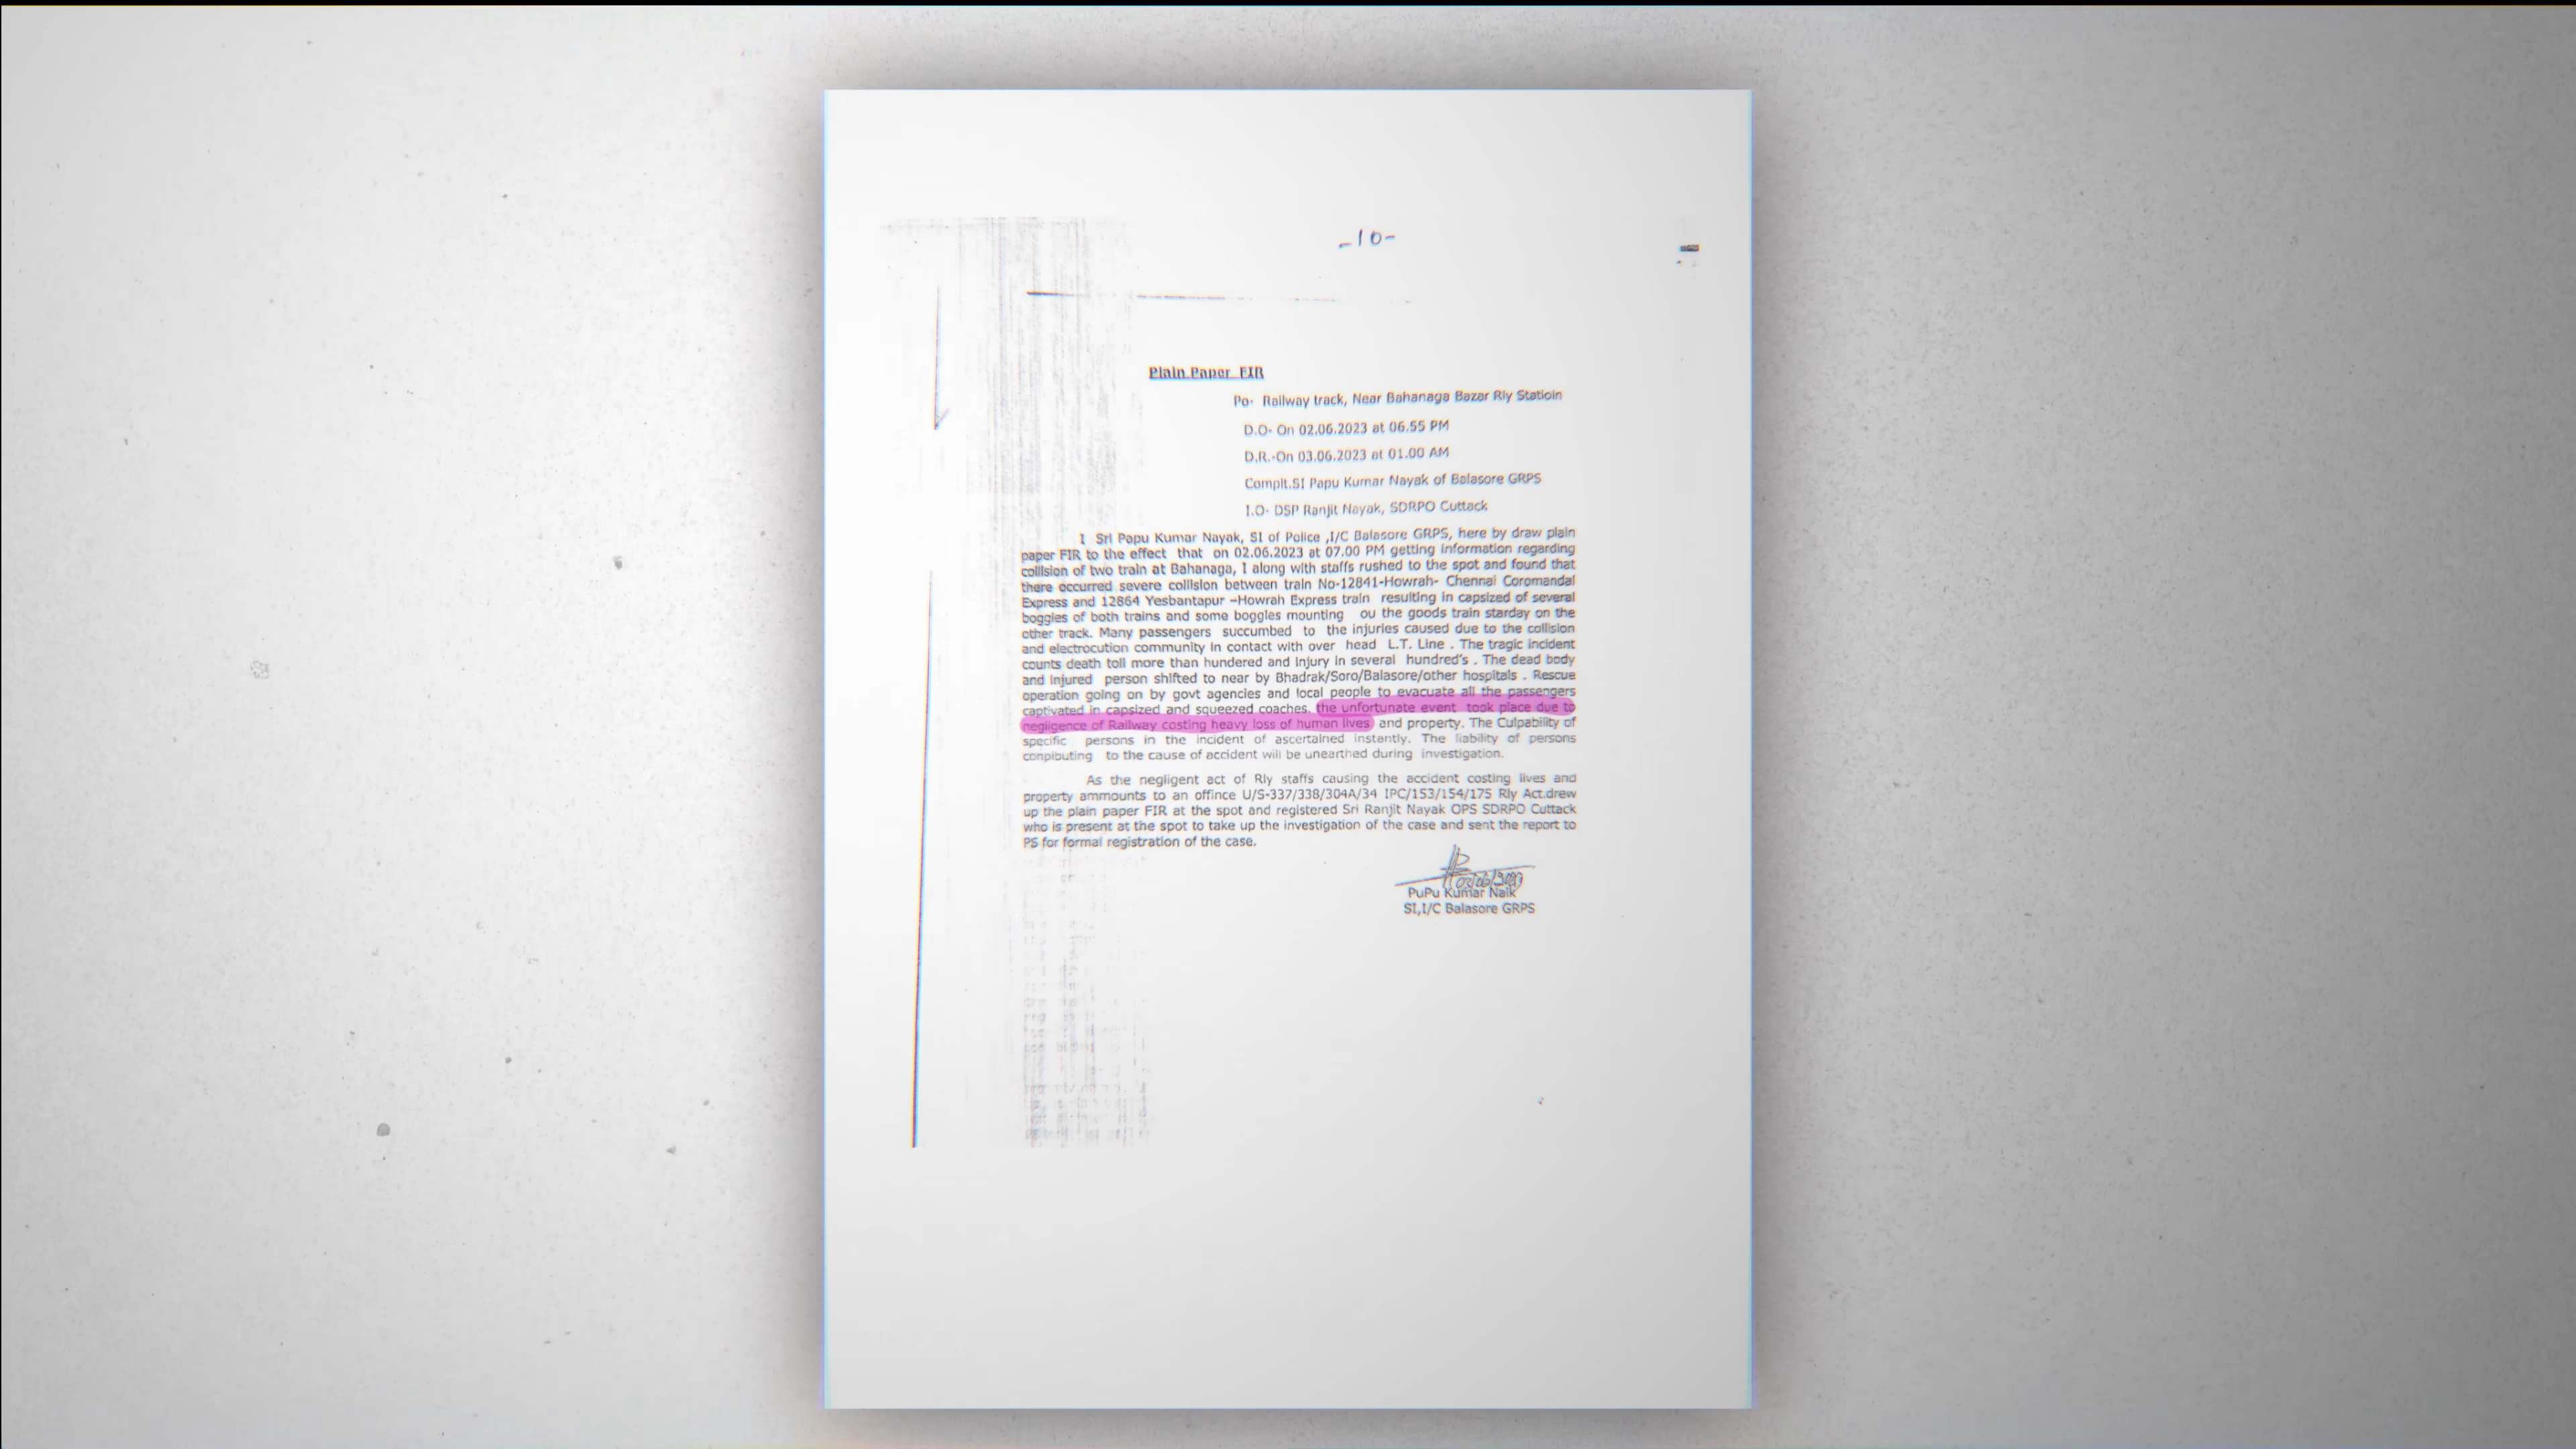 -10-
Plain Paper FIR
Po- Railway track, Near Bahanaga Bazar Rly Statioin
D.O- On 02.06.2023 at 06.55 PM
D.R.-On 03.06.2023 at 01.00 AM
Complt.SI Papu Kumar Nayak of Balasore GRPS
I.O- DSP Ranjit Nayak, SDRPO Cuttack
I Sri Papu Kumar Nayak, SI of Police ,I/C Balasore GRPS, here by draw plain
paper FIR to the effect that on 02.06.2023 at 07.00 PM getting information regarding
collision of two train at Bahanaga, I along with staffs rushed to the spot and found that
there occurred severe collision between train No-12841-Howrah- Chennai Coromandal
Express and 12864 Yesbantapur –Howrah Express train resulting in capsized of several
boggles of both trains and some boggles mounting ou the goods train starday on the
other track. Many passengers succumbed to the injuries caused due to the collision
and electrocution community in contact with over head L.T. Line . The tragic incident
counts death toll more than hundered and injury in several hundred's . The dead body
and injured person shifted to near by Bhadrak/Soro/Balasore/other hospitals . Rescue
operation going on by govt agencies and local people to evacuate all the passengers
captivated in capsized and squeezed coaches. the unfortunate event took place due to
negligence of Railway costing heavy loss of human lives and property. The Culpability of
specific persons in the incident of ascertained instantly. The liability of persons
conpibuting to the cause of accident will be unearthed during investigation.
As the negligent act of Rly staffs causing the accident costing lives and
property ammounts to an offince U/S-337/338/304A/34 IPC/153/154/175 Rly Act.drew
up the plain paper FIR at the spot and registered Sri Ranjit Nayak OPS SDRPO Cuttack
who is present at the spot to take up the investigation of the case and sent the report to
PS for formal registration of the case.
PuPu Kumar Naik
SI,I/C Balasore GRPS